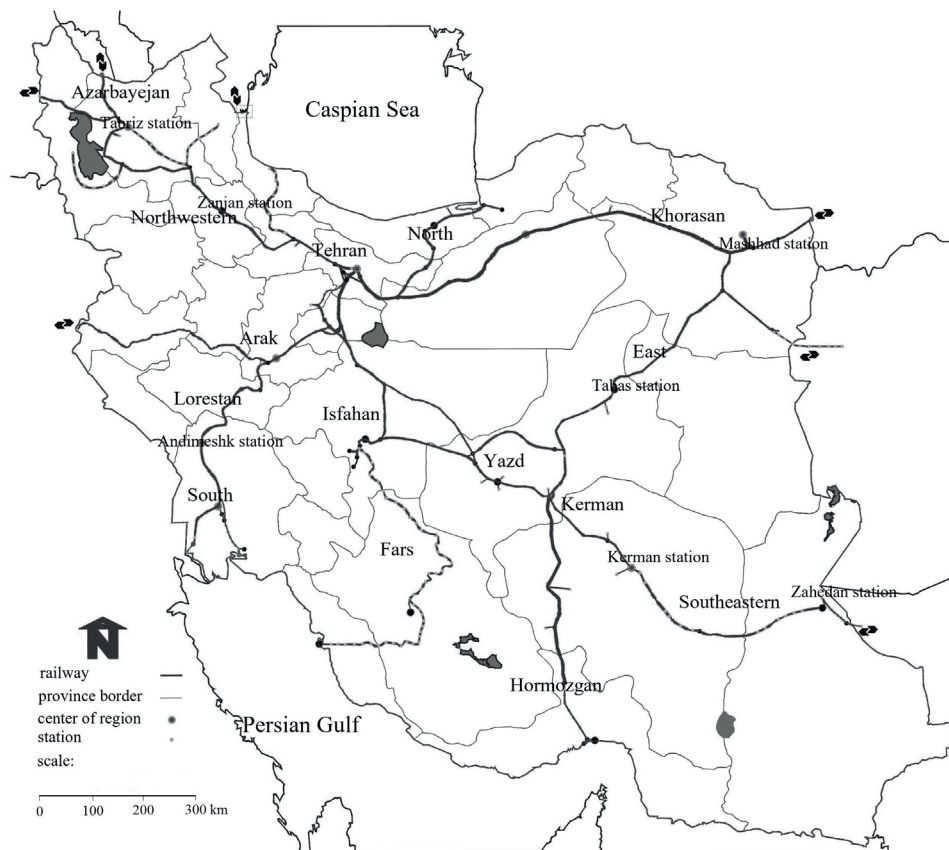 Caspian Sea
Azarbayejan
Tabriz station
Zanjan station
Northwestern
Tehran
North
Khorasan
Mashhad station
Arak
East
Tabas station
Lorestan
Isfahan
Andimeshk station
Yazd
South
Kerman
Fars
Kerman station
Zahedan station
Southeastern
Hormozgan
Persian Gulf
N
railway
province border
center of region
station
scale:
0 100 200 300 km